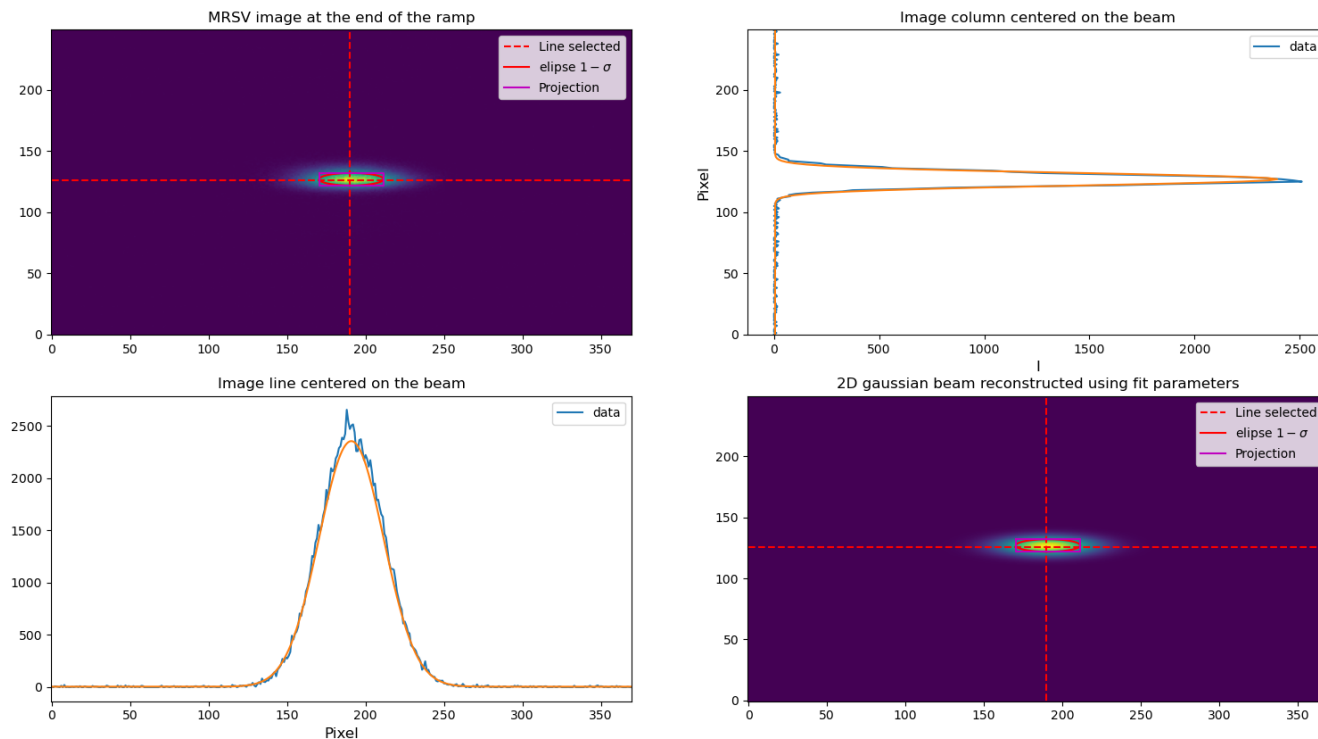 MRSV image at the end of the ramp
Line selected
elipse 1 − σ
Projection
200
150
100
50
0
0 50 100 150 200 250 300 350
Image column centered on the beam
data
Pixel
200
150
100
50
0
0 500 1000 1500 2000 2500
I
Image line centered on the beam
data
2500
2000
1500
1000
500
0
0 50 100 150 200 250 300 350
Pixel
2D gaussian beam reconstructed using fit parameters
Line selected
elipse 1 − σ
Projection
200
150
100
50
0
0 50 100 150 200 250 300 350